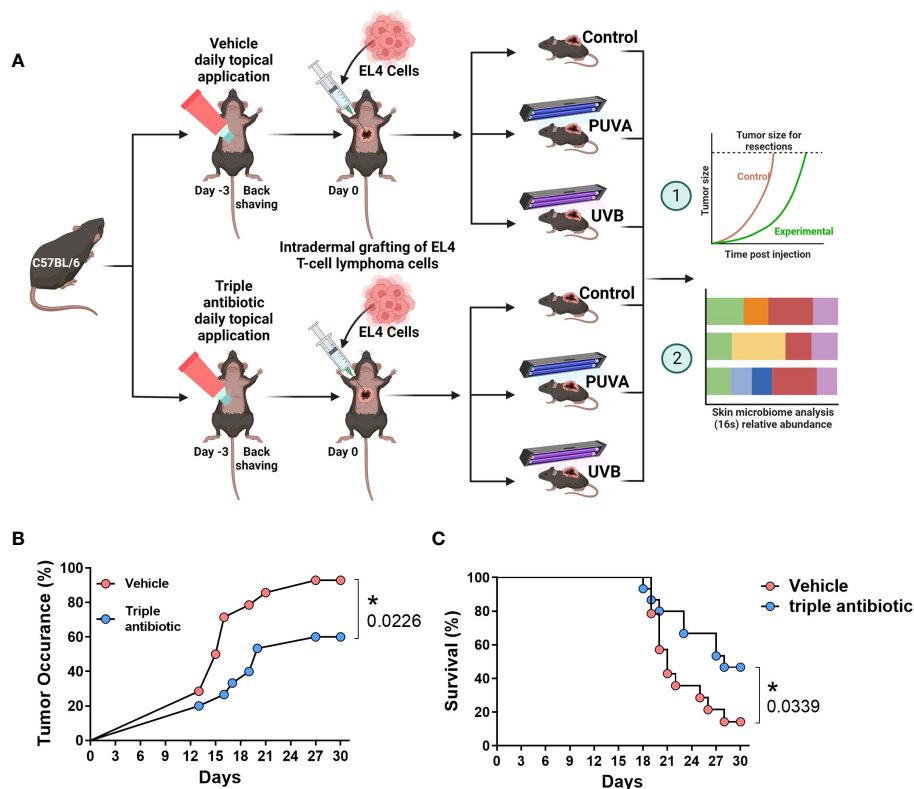 A
Vehicle
daily topical
application
EL4 Cells
Day -3
Back
shaving
Day 0
Control
PUVA
UVB
C57BL/6
Intradermal grafting of EL4
T-cell lymphoma cells
Triple
antibiotic
daily topical
application
EL4 Cells
Day -3
Back
shaving
Day 0
Control
PUVA
UVB
1
Tumor size for
resections
Control
Experimental
Tumor size
Time post injection
2
Skin microbiome analysis
(16s) relative abundance
B
Tumor Occurance (%)
100
80
60
40
20
0
Vehicle
Triple
antibiotic
*
0.0226
0 3 6 9 12 15 18 21 24 27 30
Days
C
Survival (%)
100
80
60
40
20
0
Vehicle
triple antibiotic
*
0.0339
0 3 6 9 12 15 18 21 24 27 30
Days